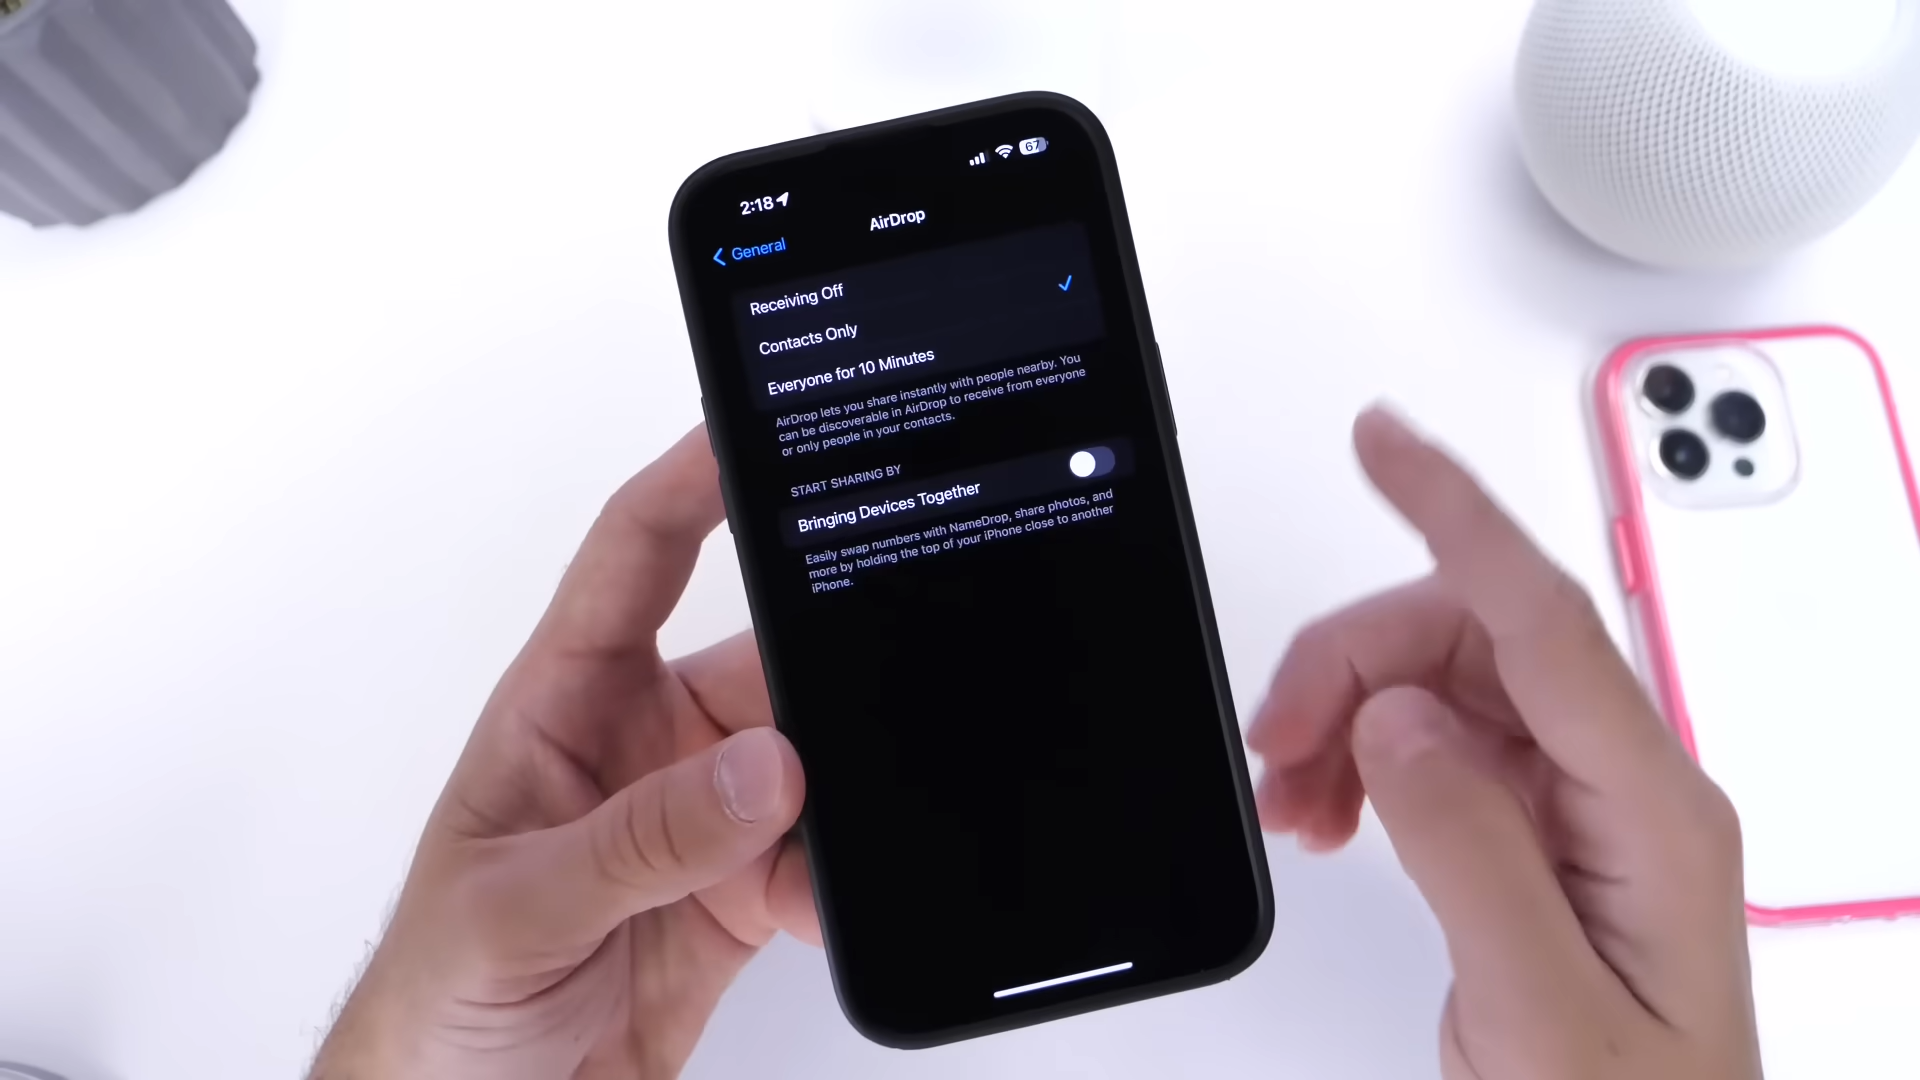 2:18
67
General
AirDrop
Receiving Off
Contacts Only
Everyone for 10 Minutes
AirDrop lets you share instantly with people nearby. You
can be discoverable in AirDrop to receive from everyone
or only people in your contacts.
START SHARING BY
Bringing Devices Together
Easily swap numbers with NameDrop, share photos, and
more by holding the top of your iPhone close to another
iPhone.